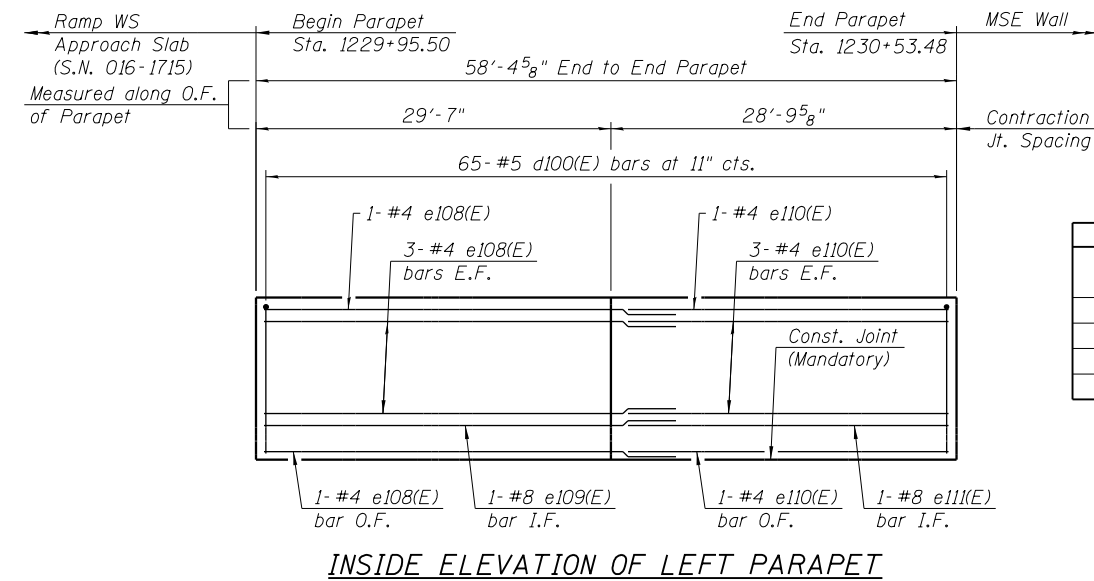 Ramp WS
Approach Slab
(S.N. 016-1715)
Begin Parapet
Sta. 1229+95.50
End Parapet
Sta. 1230+53.48
MSE Wall
58'-4 5/8" End to End Parapet
Measured along O.F.
of Parapet
29'-7"
28'-9 5/8"
Contraction
Jt. Spacing
65-#5 d100(E) bars at 11" cts.
1-#4 e108(E)
1-#4 e110(E)
3-#4 e108(E)
bars E.F.
3-#4 e110(E)
bars E.F.
Const. Joint
(Mandatory)
1-#4 e108(E)
bar O.F.
1-#8 e109(E)
bar I.F.
1-#4 e110(E)
bar O.F.
1-#8 e111(E)
bar I.F.
INSIDE ELEVATION OF LEFT PARAPET